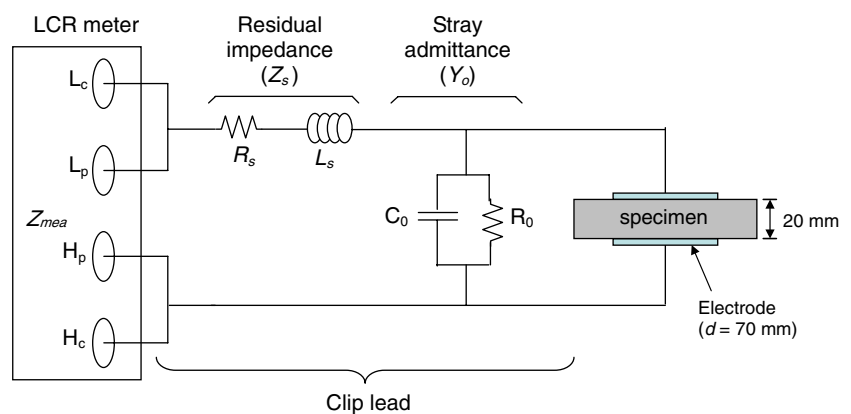 LCR meter
Residual
impedance
(Zs)
Stray
admittance
(Yo)
Lc
Lp
Rs
Ls
Zmea
Hp
Hc
C0
R0
specimen
20 mm
Electrode
(d = 70 mm)
Clip lead